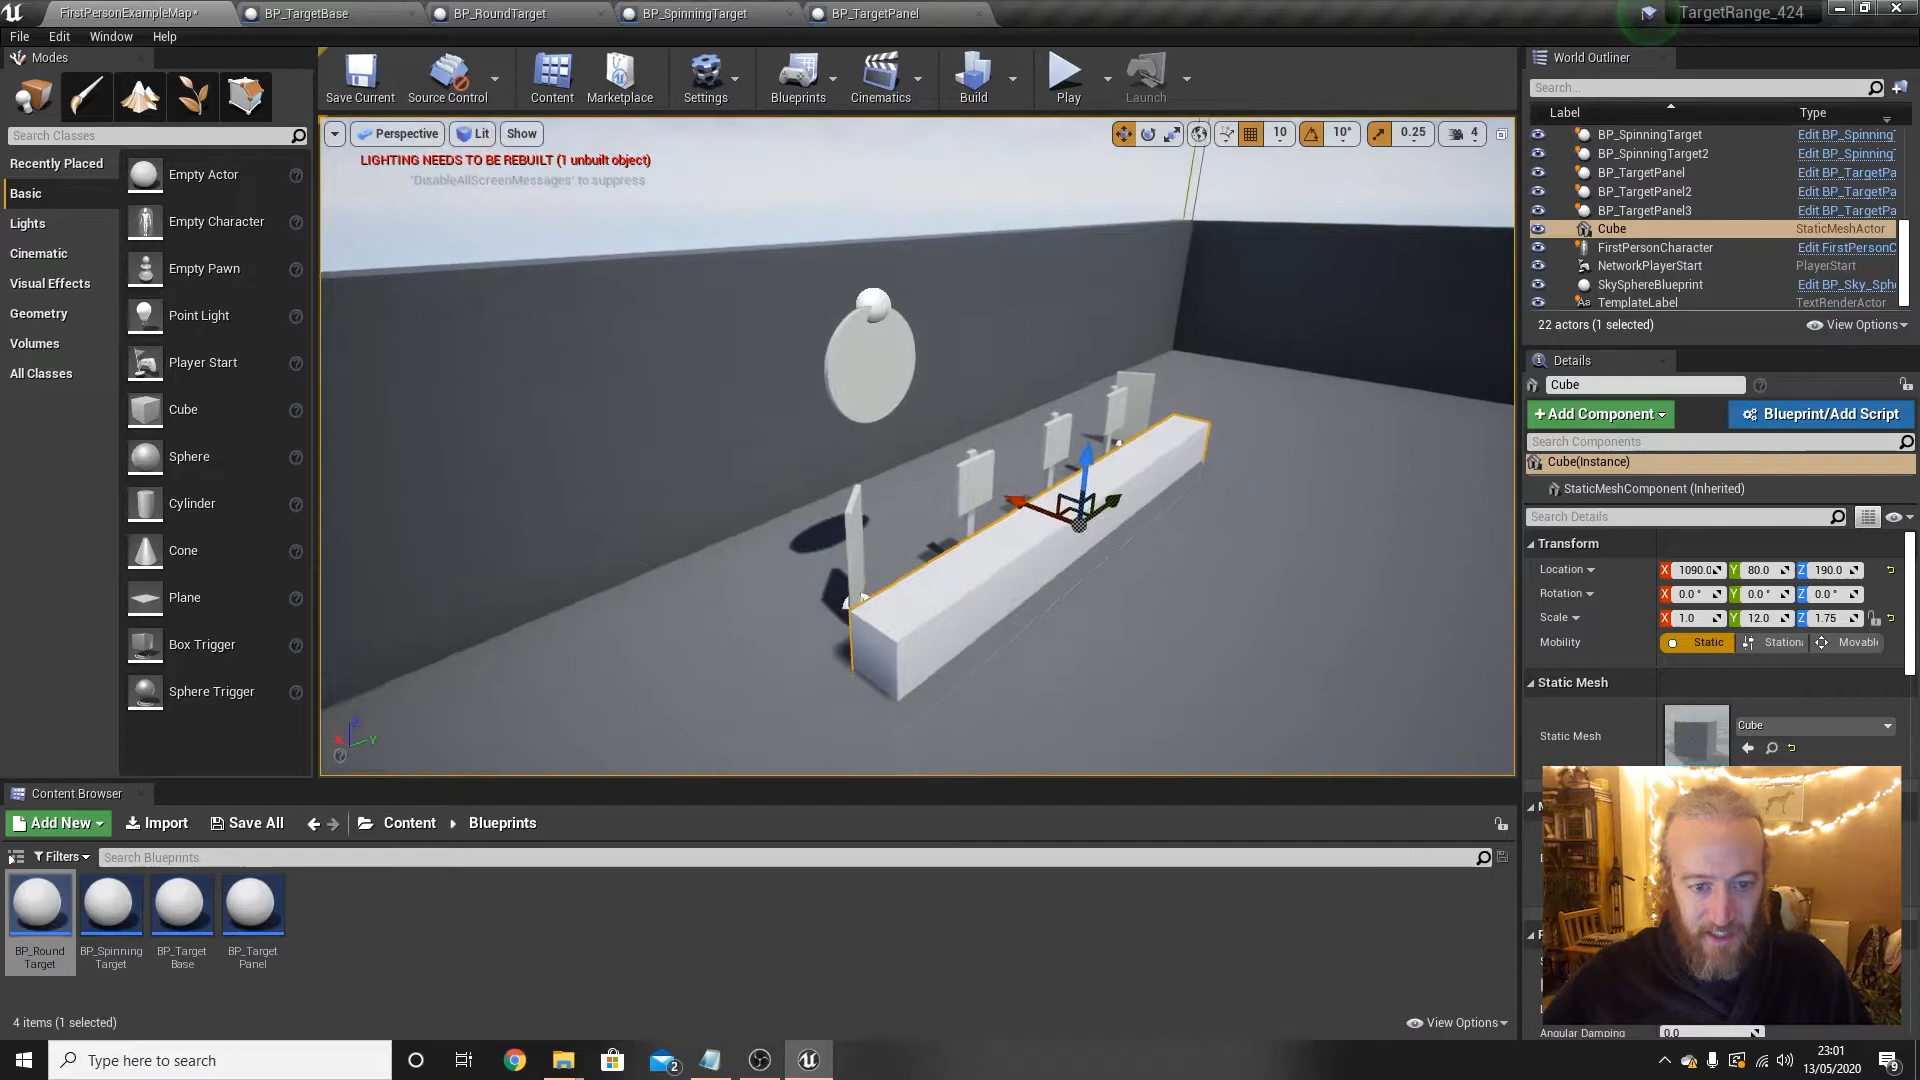 FirstPersonExampleMap*
BP_TargetBase
BP_RoundTarget
BP_SpinningTarget
BP_TargetPanel
TargetRange_424
File Edit Window Help
Modes
Search Classes
Recently Placed
Basic
Lights
Cinematic
Visual Effects
Geometry
Volumes
All Classes
Empty Actor
Empty Character
Empty Pawn
Point Light
Player Start
Cube
Sphere
Cylinder
Cone
Plane
Box Trigger
Sphere Trigger
Save Current
Source Control
Content
Marketplace
Settings
Blueprints
Cinematics
Build
Play
Launch
Perspective Lit Show
10 10° 0.25 4
LIGHTING NEEDS TO BE REBUILT (1 unbuilt object)
'DisableAllScreenMessages' to suppress
Z
Y
World Outliner
Search...
Label Type
BP_SpinningTarget Edit BP_Spinning
BP_SpinningTarget2 Edit BP_Spinning
BP_TargetPanel Edit BP_TargetPa
BP_TargetPanel2 Edit BP_TargetPa
BP_TargetPanel3 Edit BP_TargetPa
Cube StaticMeshActor
FirstPersonCharacter Edit FirstPersonC
NetworkPlayerStart PlayerStart
SkySphereBlueprint Edit BP_Sky_Sph
TemplateLabel TextRenderActor
22 actors (1 selected) View Options
Details
Cube
+Add Component Blueprint/Add Script
Search Components
Cube(Instance)
StaticMeshComponent (Inherited)
Search Details
Transform
Location X 1090.0 Y 80.0 Z 190.0
Rotation X 0.0 ° Y 0.0 ° Z 0.0 °
Scale X 1.0 Y 12.0 Z 1.75
Mobility Static Station Movabl
Static Mesh
Static Mesh Cube
Angular Damping 0.0
Content Browser
Add New Import Save All Content Blueprints
Filters Search Blueprints
BP_Round
Target
BP_Spinning
Target
BP_Target
Base
BP_Target
Panel
4 items (1 selected) View Options
Type here to search
2
23:01
13/05/2020
9